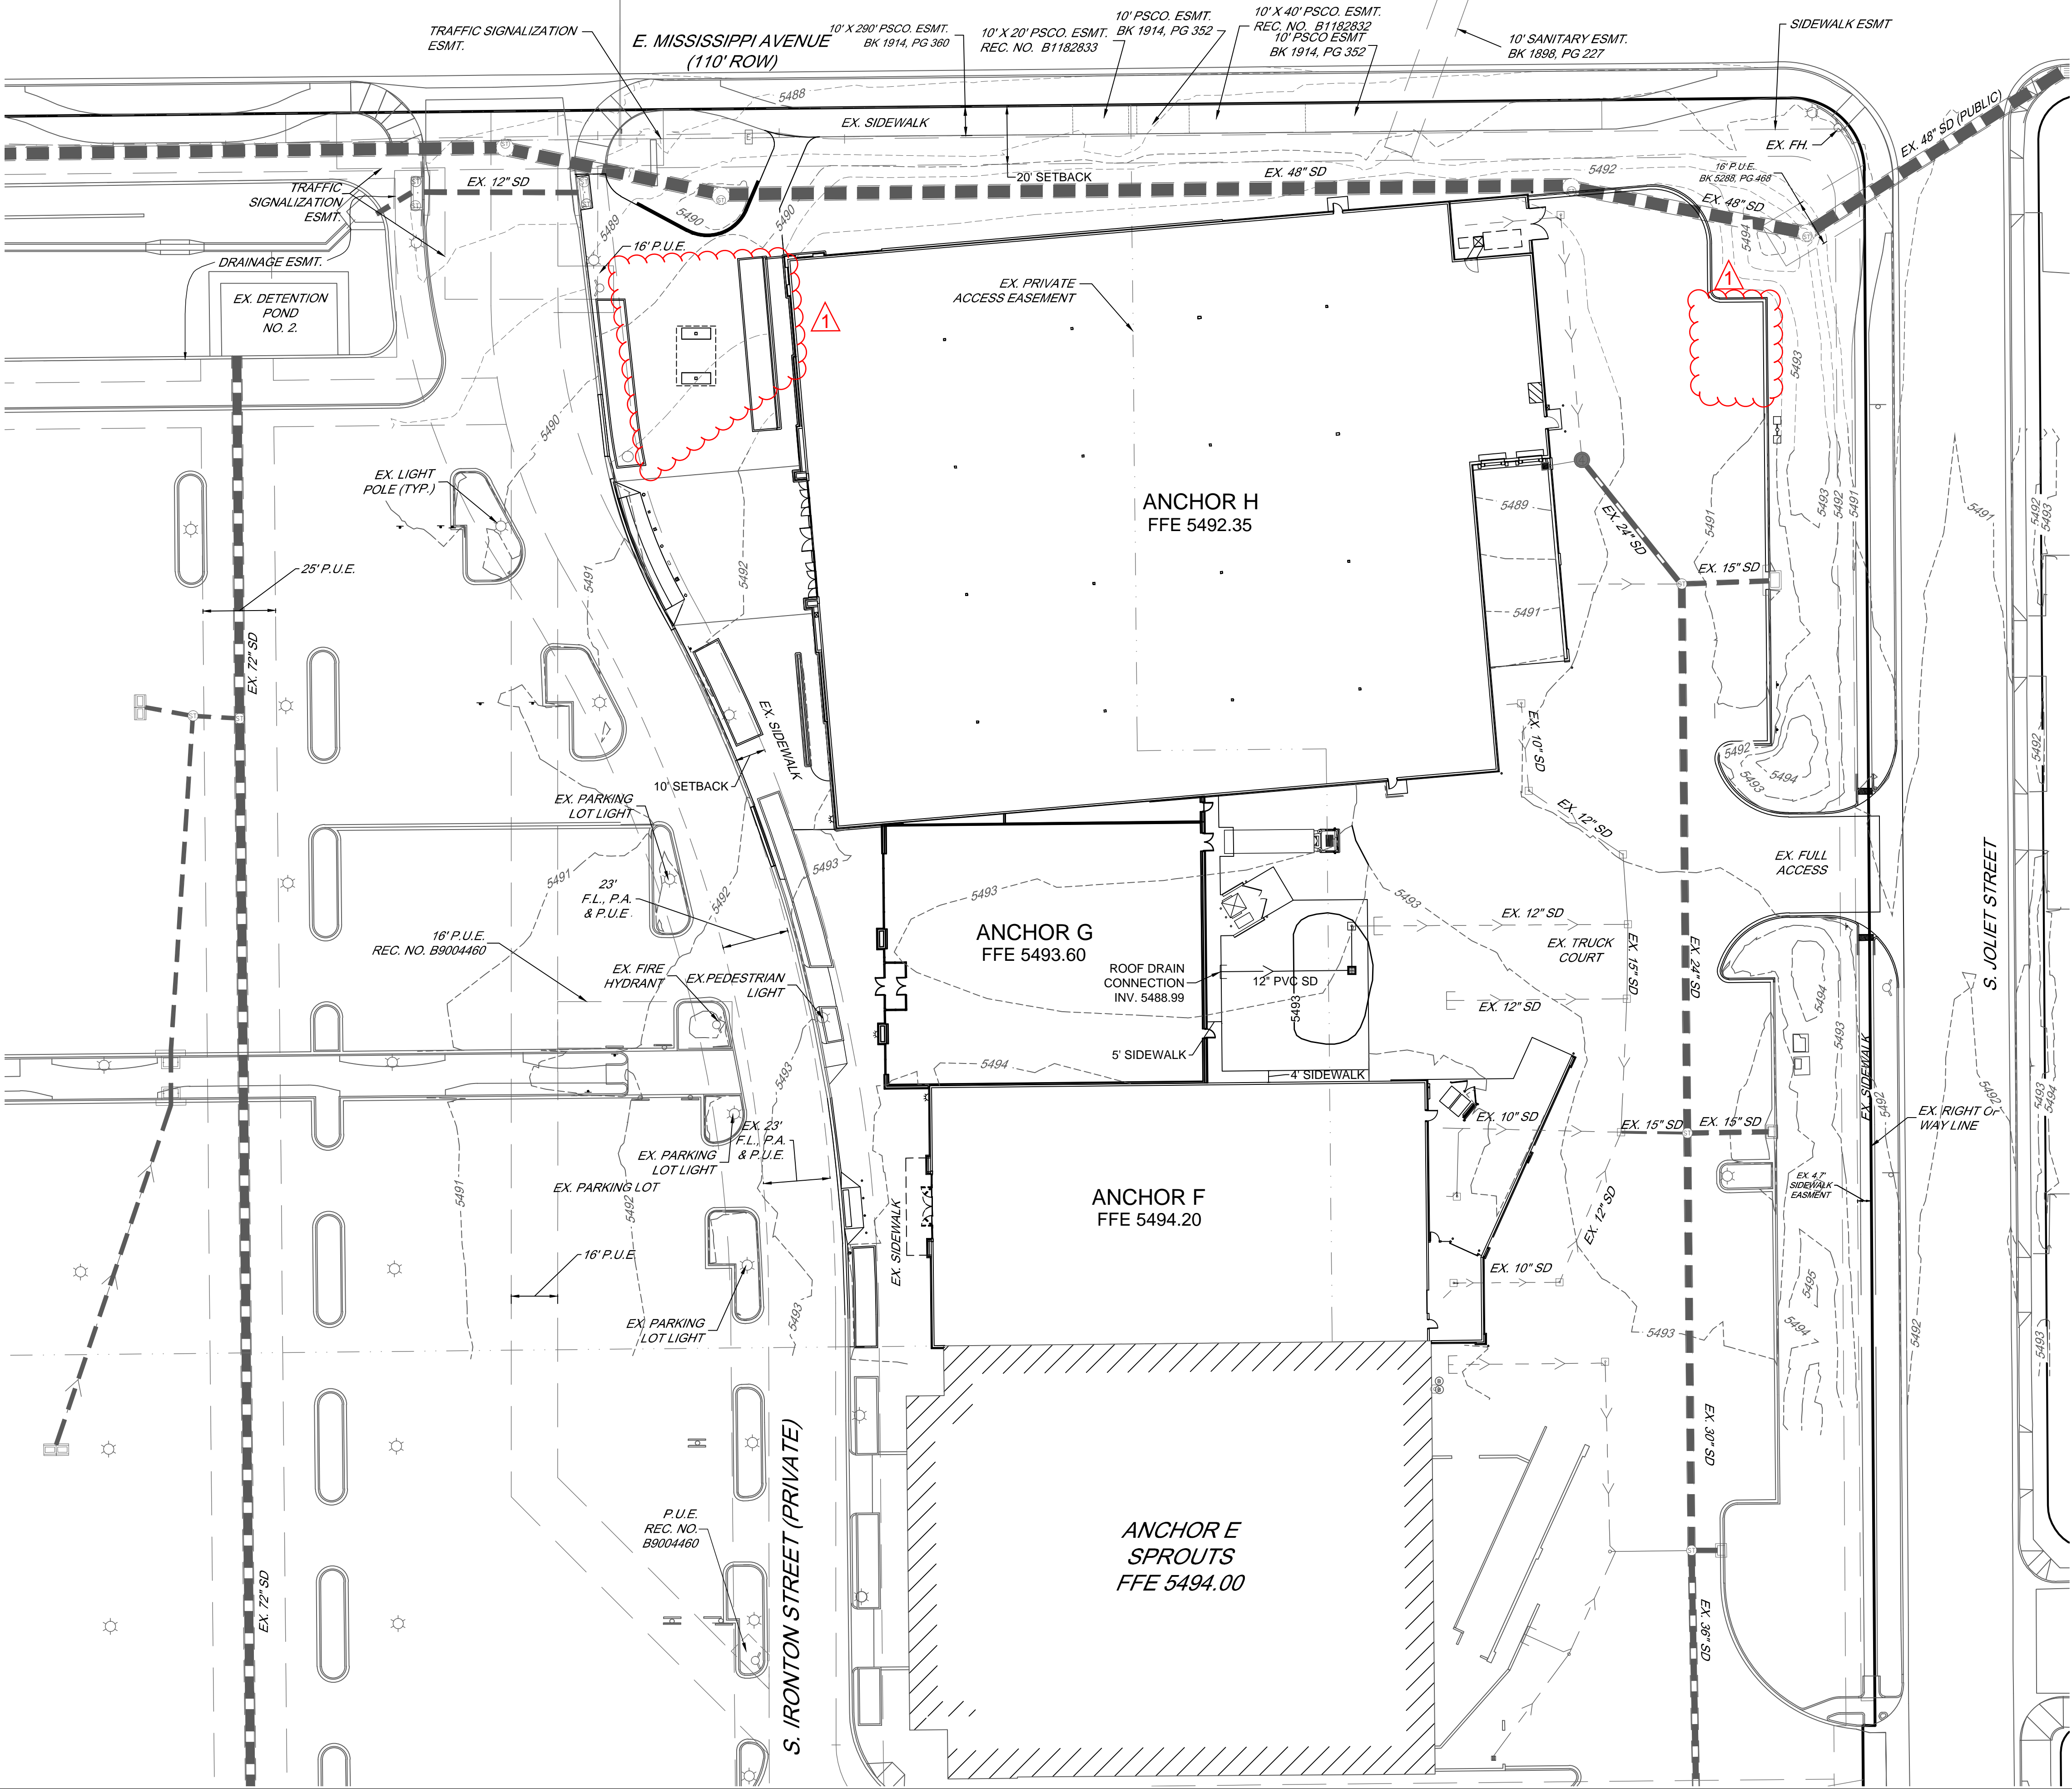 TRAFFIC SIGNALIZATION
ESMT.
E. MISSISSIPPI AVENUE
(110' ROW)
10' X 290' PSCO. ESMT.
BK 1914, PG 360
10' X 20' PSCO. ESMT.
REC. NO. B1182833
10' PSCO. ESMT.
BK 1914, PG 352
10' X 40' PSCO. ESMT.
REC. NO. B1182832
10' PSCO ESMT
BK 1914, PG 352
10' SANITARY ESMT.
BK 1898, PG 227
SIDEWALK ESMT
5488
EX. SIDEWALK
EX. FH.
EX. 48" SD (PUBLIC)
20' SETBACK
EX. 48" SD
5492
16' P.U.E.
BK 5288, PG 468
EX. 48" SD
EX. 12" SD
TRAFFIC
SIGNALIZATION
ESMT.
5490
5490
5489
5494
16' P.U.E.
DRAINAGE ESMT.
EX. DETENTION
POND
NO. 2.
EX. PRIVATE
ACCESS EASEMENT
1
1
5493
5490
EX. LIGHT
POLE (TYP.)
ANCHOR H
FFE 5492.35
5489
EX. 24" SD
5491
5493
5492
5491
5491
5492
5493
25' P.U.E.
5491
5492
EX. 15" SD
5491
EX. 72" SD
EX. SIDEWALK
EX. 10" SD
5492
5493
5494
5492
10' SETBACK
EX. PARKING
LOT LIGHT
EX. 12" SD
EX. FULL
ACCESS
S. JOLIET STREET
5491
23'
F.L., P.A.
& P.U.E.
5492
5493
5493
5493
ANCHOR G
FFE 5493.60
EX. 12" SD
EX. TRUCK
COURT
EX. 15" SD
EX. 24" SD
16' P.U.E.
REC. NO. B9004460
EX. FIRE
HYDRANT
EX.PEDESTRIAN
LIGHT
ROOF DRAIN
CONNECTION
INV. 5488.99
12" PVC SD
5493
EX. 12" SD
5494
5493
5' SIDEWALK
4' SIDEWALK
5494
5493
EX. SIDEWALK
5492
5492
5493
5494
EX. RIGHT OF
WAY LINE
EX. 10" SD
EX. 15" SD
EX. 15" SD
EX. 23'
F.L., P.A.
& P.U.E.
EX. PARKING
LOT LIGHT
EX. PARKING LOT
5491
5492
EX. SIDEWALK
ANCHOR F
FFE 5494.20
EX. 12" SD
EX. 4.7'
SIDEWALK
EASMENT
16' P.U.E.
EX. 10" SD
5495
5494
5493
5492
5493
EX. PARKING
LOT LIGHT
5493
EX. 30" SD
S. IRONTON STREET (PRIVATE)
P.U.E.
REC. NO.
B9004460
ANCHOR E
SPROUTS
FFE 5494.00
EX. 72" SD
EX. 36" SD